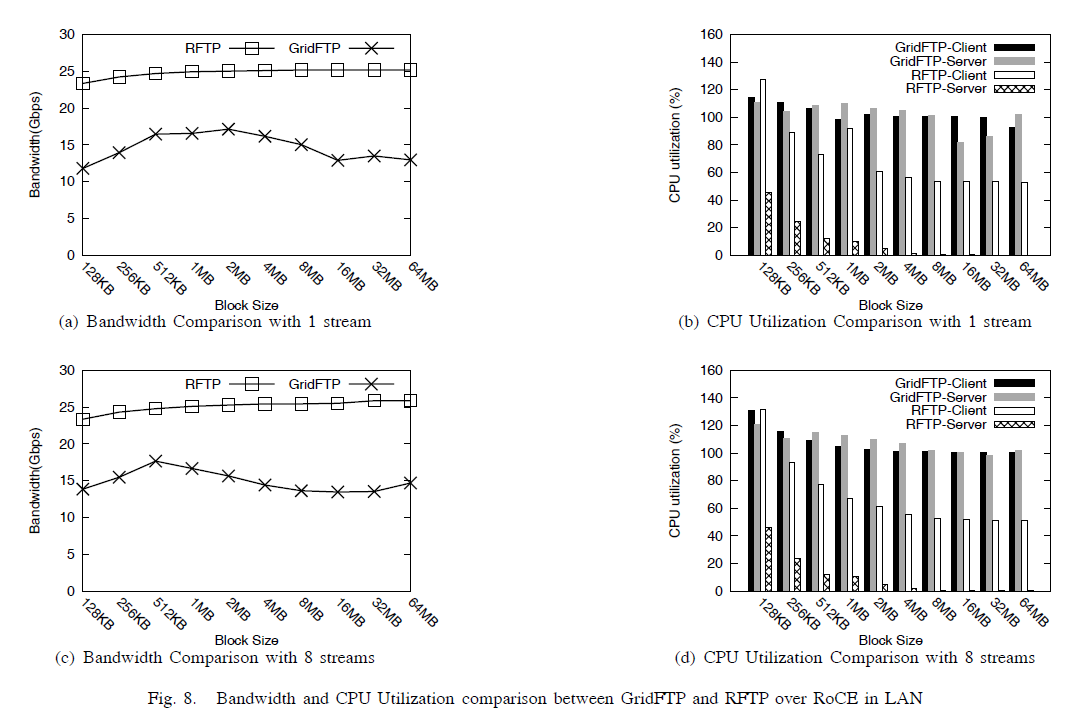 30
25
20
15
10
5
0
Bandwidth(Gbps)
RFTP
GridFTP
128KB
256KB
512KB
1MB
2MB
4MB
8MB
16MB
32MB
64MB
Block Size
(a) Bandwidth Comparison with 1 stream
160
140
120
100
80
60
40
20
0
CPU utilization (%)
GridFTP-Client
GridFTP-Server
RFTP-Client
RFTP-Server
128KB
256KB
512KB
1MB
2MB
4MB
8MB
16MB
32MB
64MB
Block Size
(b) CPU Utilization Comparison with 1 stream
30
25
20
15
10
5
0
Bandwidth(Gbps)
RFTP
GridFTP
128KB
256KB
512KB
1MB
2MB
4MB
8MB
16MB
32MB
64MB
Block Size
(c) Bandwidth Comparison with 8 streams
160
140
120
100
80
60
40
20
0
CPU utilization (%)
GridFTP-Client
GridFTP-Server
RFTP-Client
RFTP-Server
128KB
256KB
512KB
1MB
2MB
4MB
8MB
16MB
32MB
64MB
Block Size
(d) CPU Utilization Comparison with 8 streams
Fig. 8. Bandwidth and CPU Utilization comparison between GridFTP and RFTP over RoCE in LAN